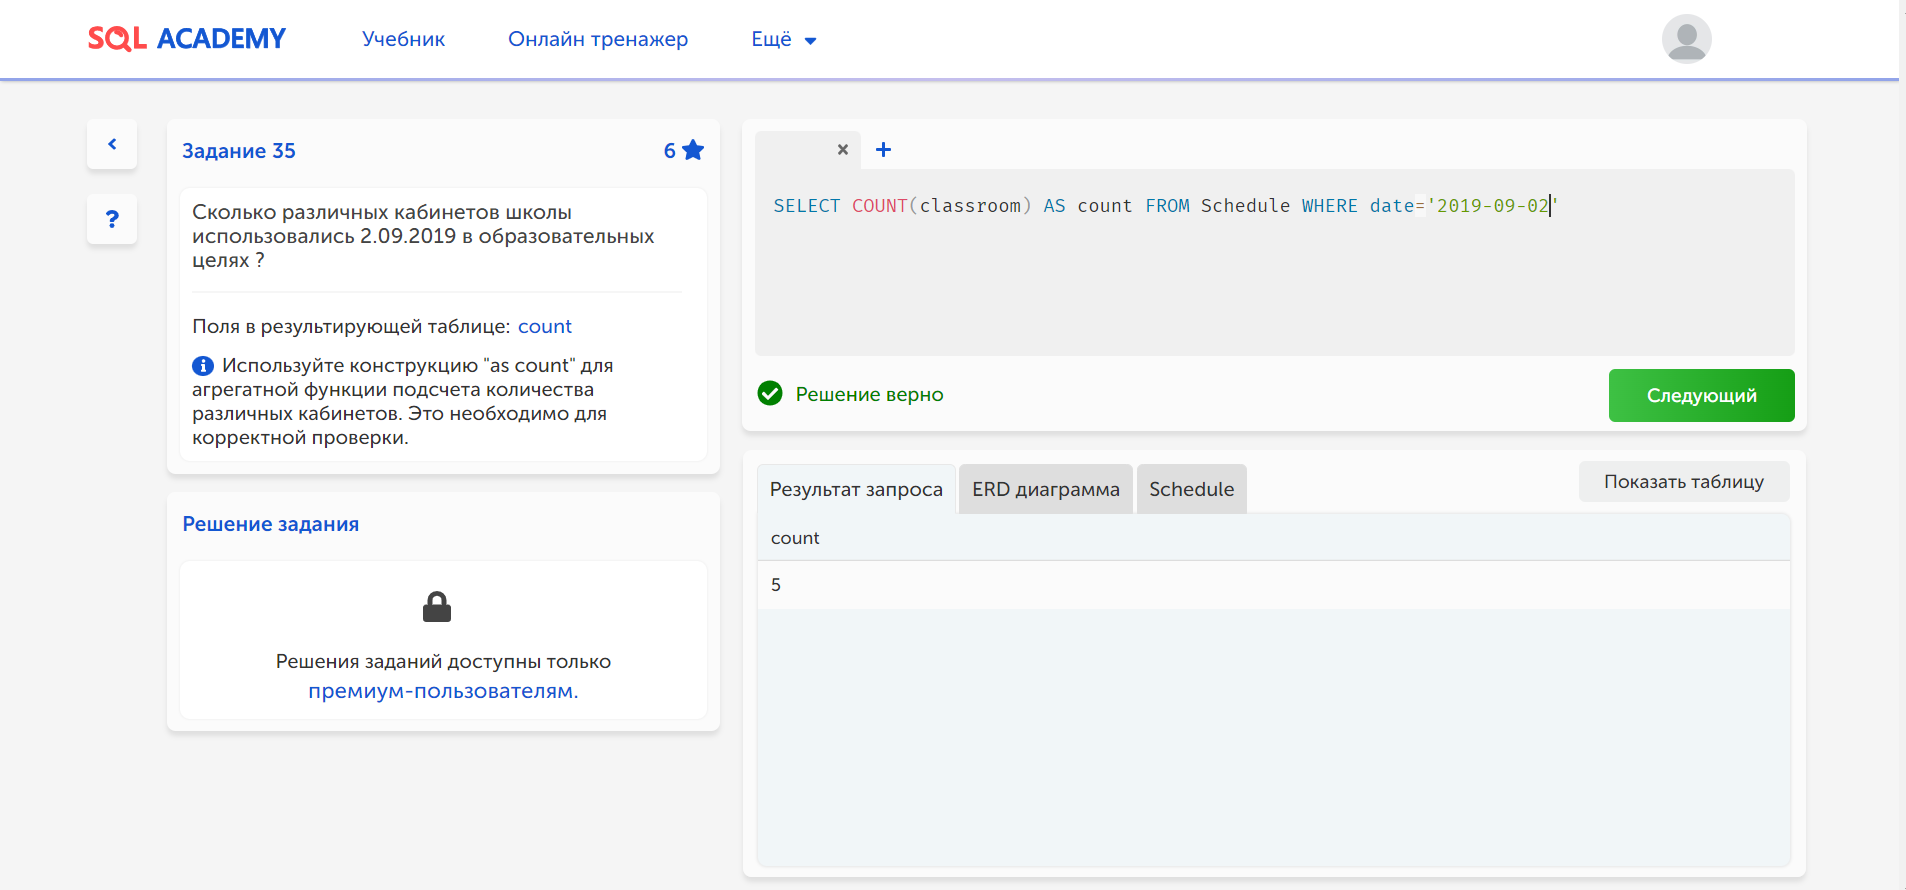 SQL ACADEMY
Учебник
Онлайн тренажер
Ещё
Задание 35
6
Сколько различных кабинетов школы
использовались 2.09.2019 в образовательных
целях ?
Поля в результирующей таблице: count
Используйте конструкцию "as count" для
агрегатной функции подсчета количества
различных кабинетов. Это необходимо для
корректной проверки.
Решение задания
Решения заданий доступны только
премиум-пользователям.
SELECT COUNT(classroom) AS count FROM Schedule WHERE date='2019-09-02'
Решение верно
Следующий
Результат запроса
ERD диаграмма
Schedule
Показать таблицу
count
5